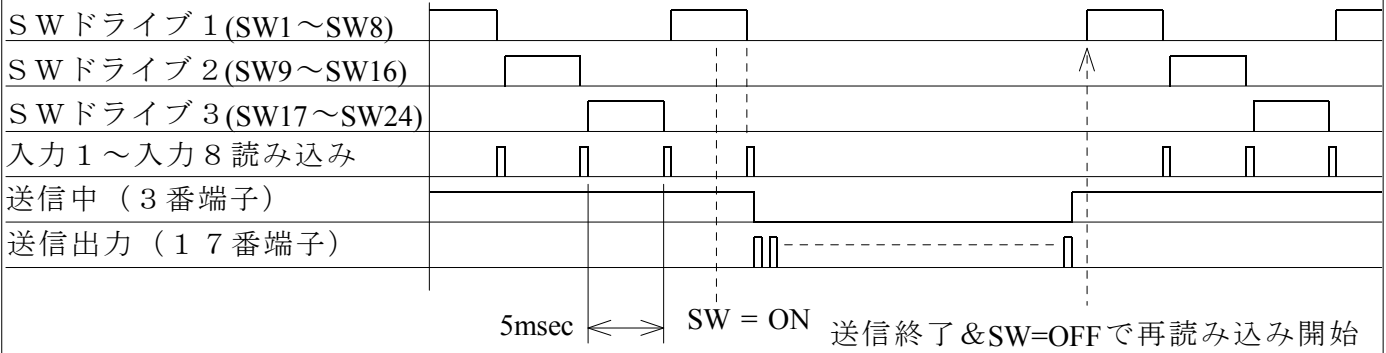 ＳＷドライブ１(SW1～SW8)
ＳＷドライブ２(SW9～SW16)
ＳＷドライブ３(SW17～SW24)
入力１～入力８読み込み
送信中（３番端子）
送信出力（１７番端子）
5msec
SW = ON
送信終了&SW=OFFで再読み込み開始